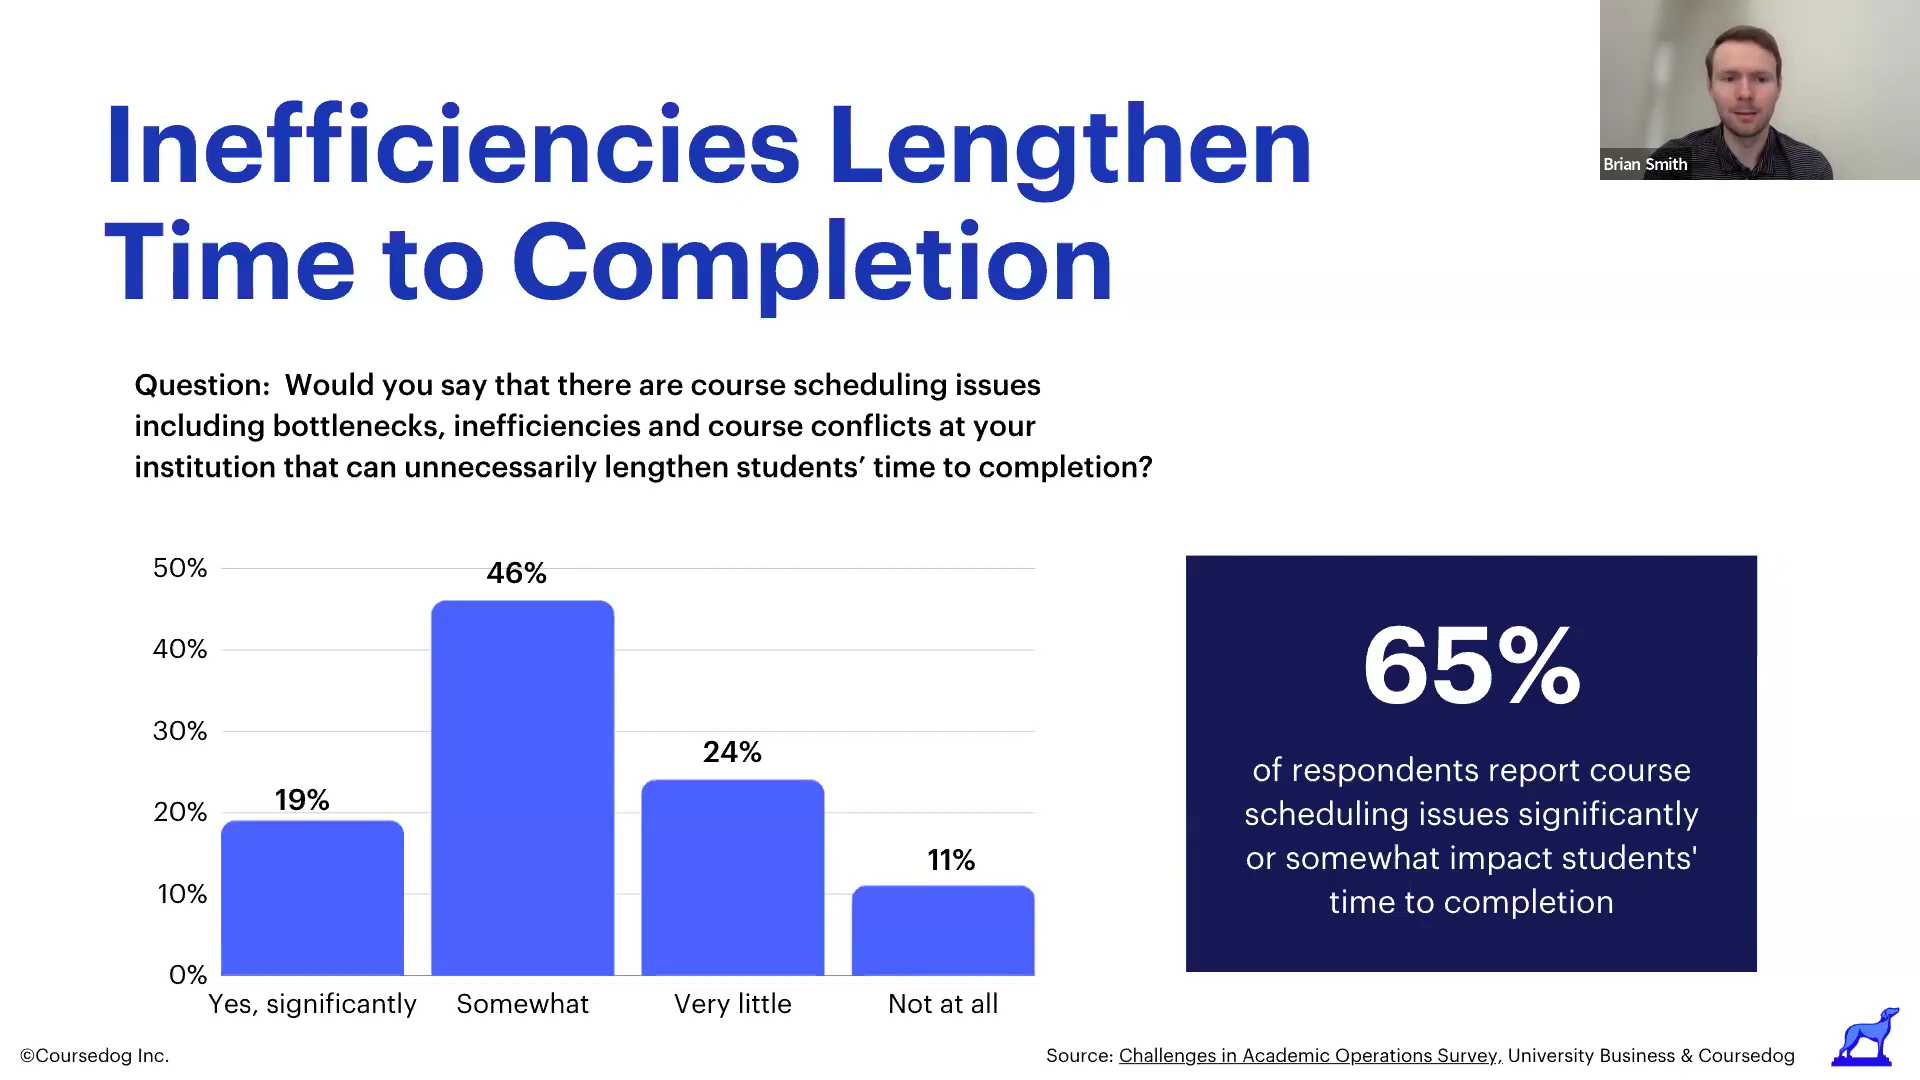 Inefficiencies Lengthen
Time to Completion
Brian Smith
Question:  Would you say that there are course scheduling issues
including bottlenecks, inefficiencies and course conflicts at your
institution that can unnecessarily lengthen students’ time to completion?
50%
40%
30%
20%
10%
0%
19%
46%
24%
11%
Yes, significantly
Somewhat
Very little
Not at all
65%
of respondents report course
scheduling issues significantly
or somewhat impact students'
time to completion
©Coursedog Inc.
Source: Challenges in Academic Operations Survey, University Business & Coursedog